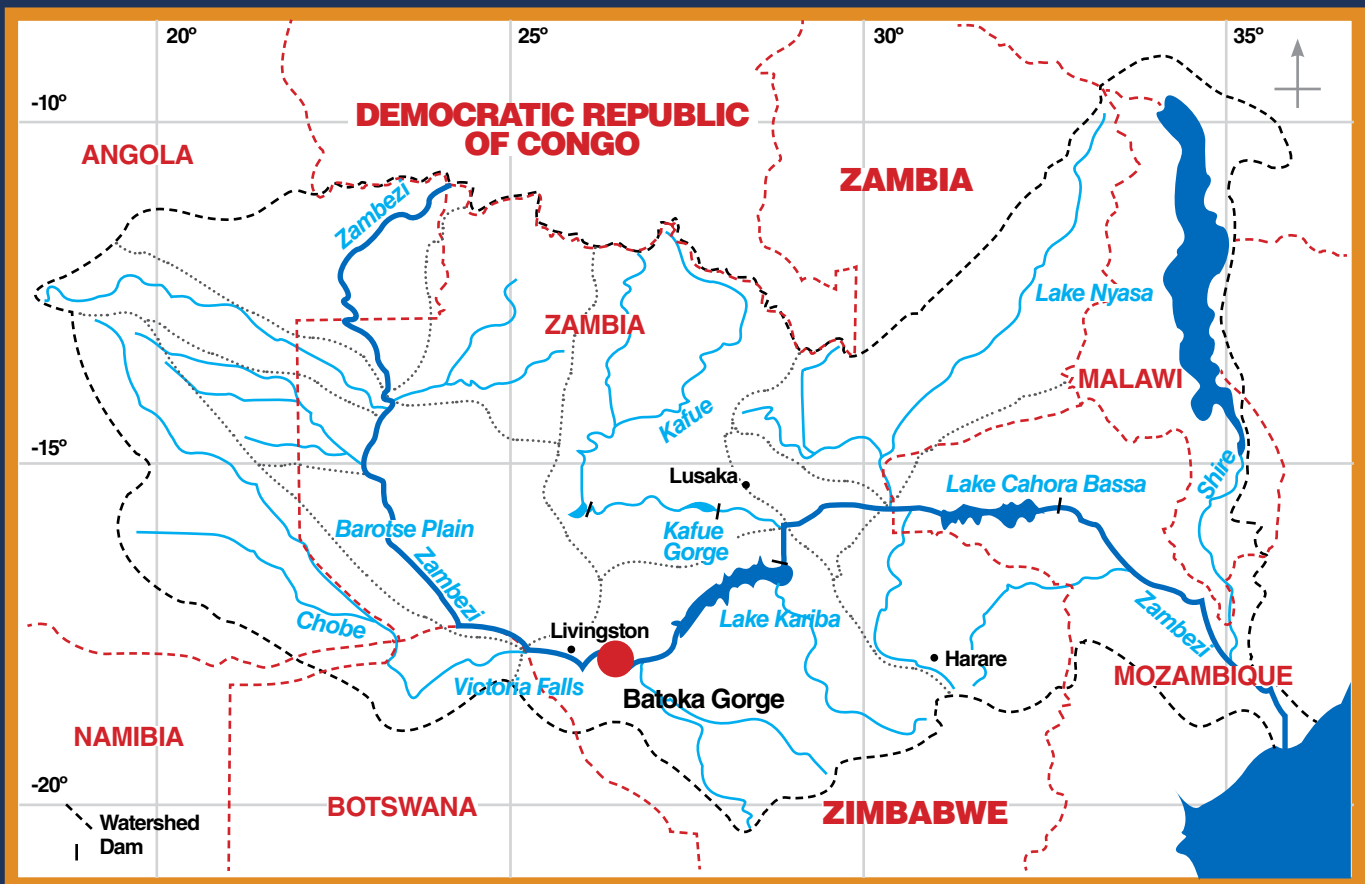 20º
25º
30º
35º
-10º
DEMOCRATIC REPUBLIC
OF CONGO
ANGOLA
ZAMBIA
Zambezi
Lake Nyasa
ZAMBIA
MALAWI
Kafue
-15º
Lusaka
Lake Cahora Bassa
Shire
Barotse Plain
Kafue
Gorge
Zambezi
Lake Kariba
Chobe
Livingston
Zambezi
Harare
Victoria Falls
Batoka Gorge
MOZAMBIQUE
NAMIBIA
-20º
BOTSWANA
ZIMBABWE
Watershed
Dam